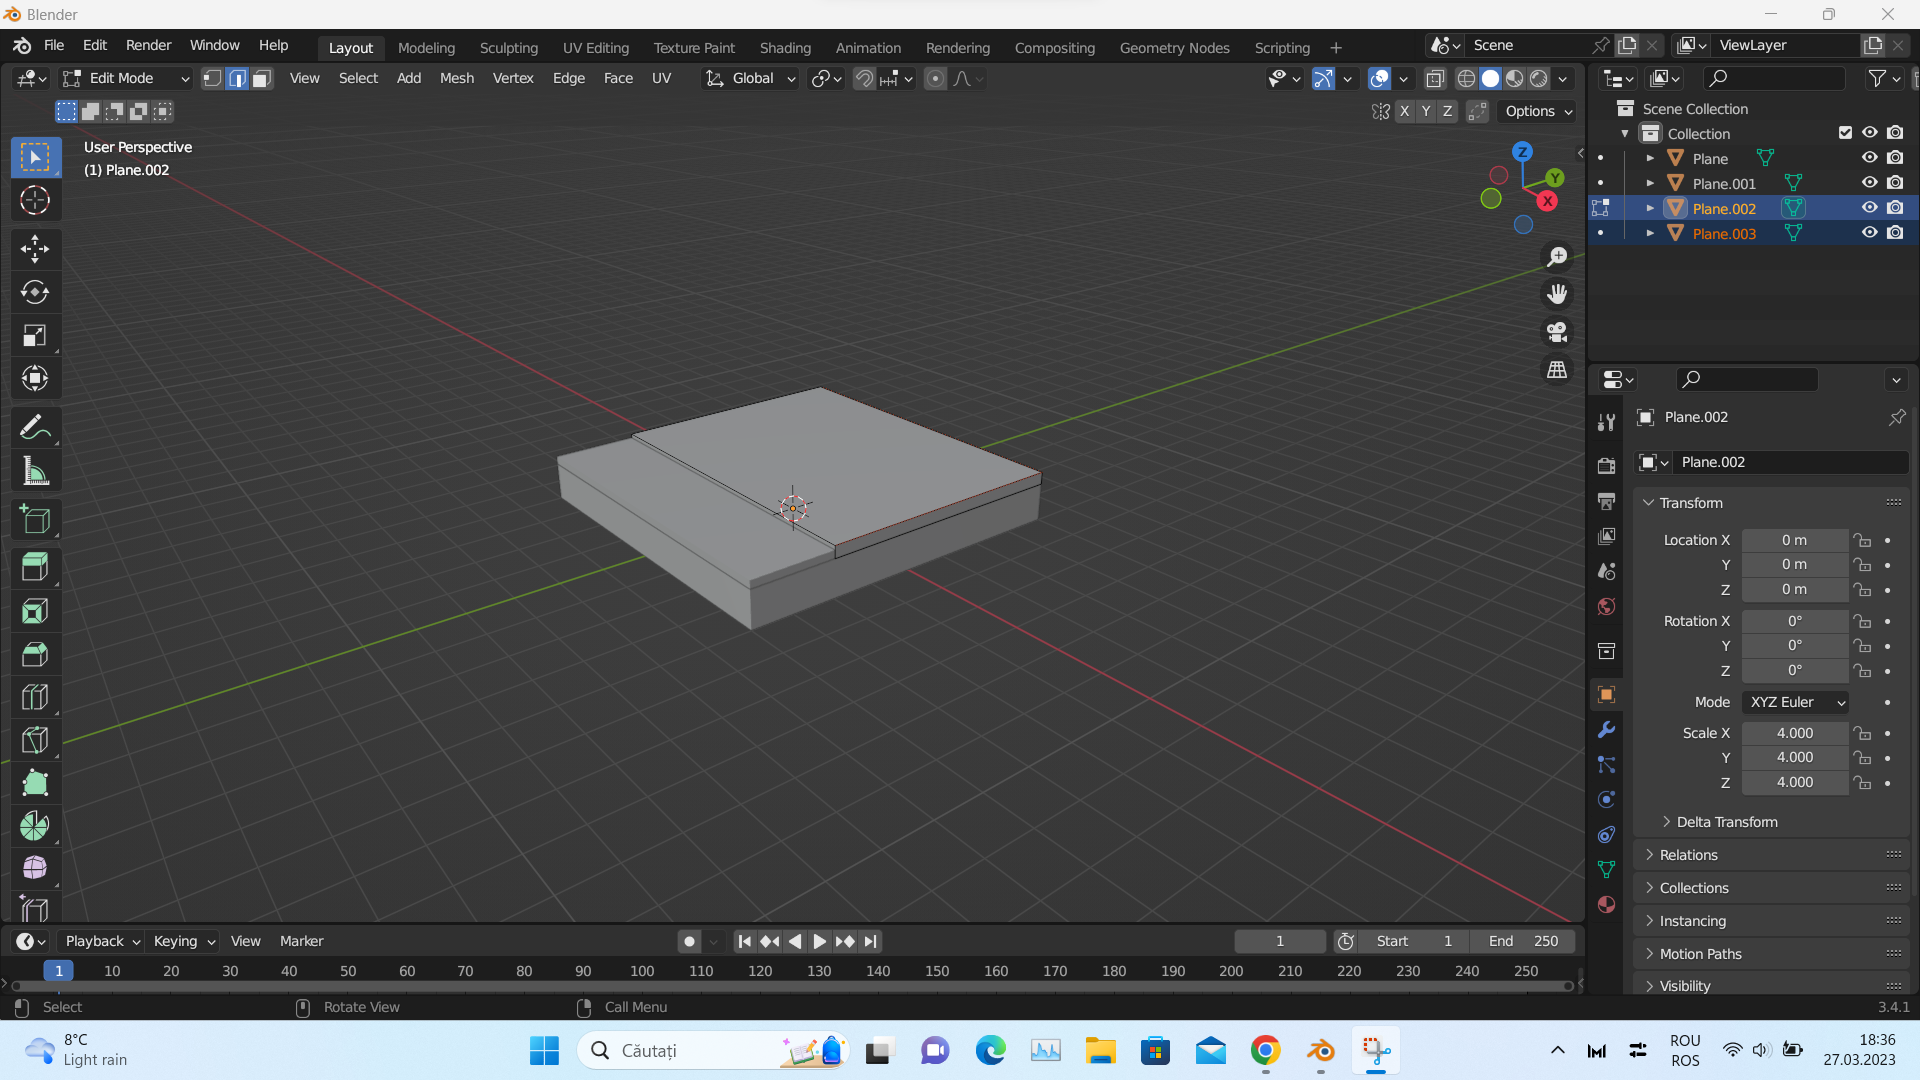 Blender
File Edit Render Window Help Layout Modeling Sculpting UV Editing Texture Paint Shading Animation Rendering Compositing Geometry Nodes Scripting + Scene ViewLayer
Edit Mode View Select Add Mesh Vertex Edge Face UV Global
X Y Z Options
User Perspective
(1) Plane.002
Z
Y
X
Scene Collection
Collection
Plane
Plane.001
Plane.002
Plane.003
Plane.002
Plane.002
Transform
Location X 0 m
Y 0 m
Z 0 m
Rotation X 0°
Y 0°
Z 0°
Mode XYZ Euler
Scale X 4.000
Y 4.000
Z 4.000
Delta Transform
Relations
Collections
Instancing
Motion Paths
Visibility
Playback Keying View Marker 1 Start 1 End 250
1 10 20 30 40 50 60 70 80 90 100 110 120 130 140 150 160 170 180 190 200 210 220 230 240 250
Select Rotate View Call Menu 3.4.1
8°C
Light rain
Căutați
ROU
ROS
18:36
27.03.2023